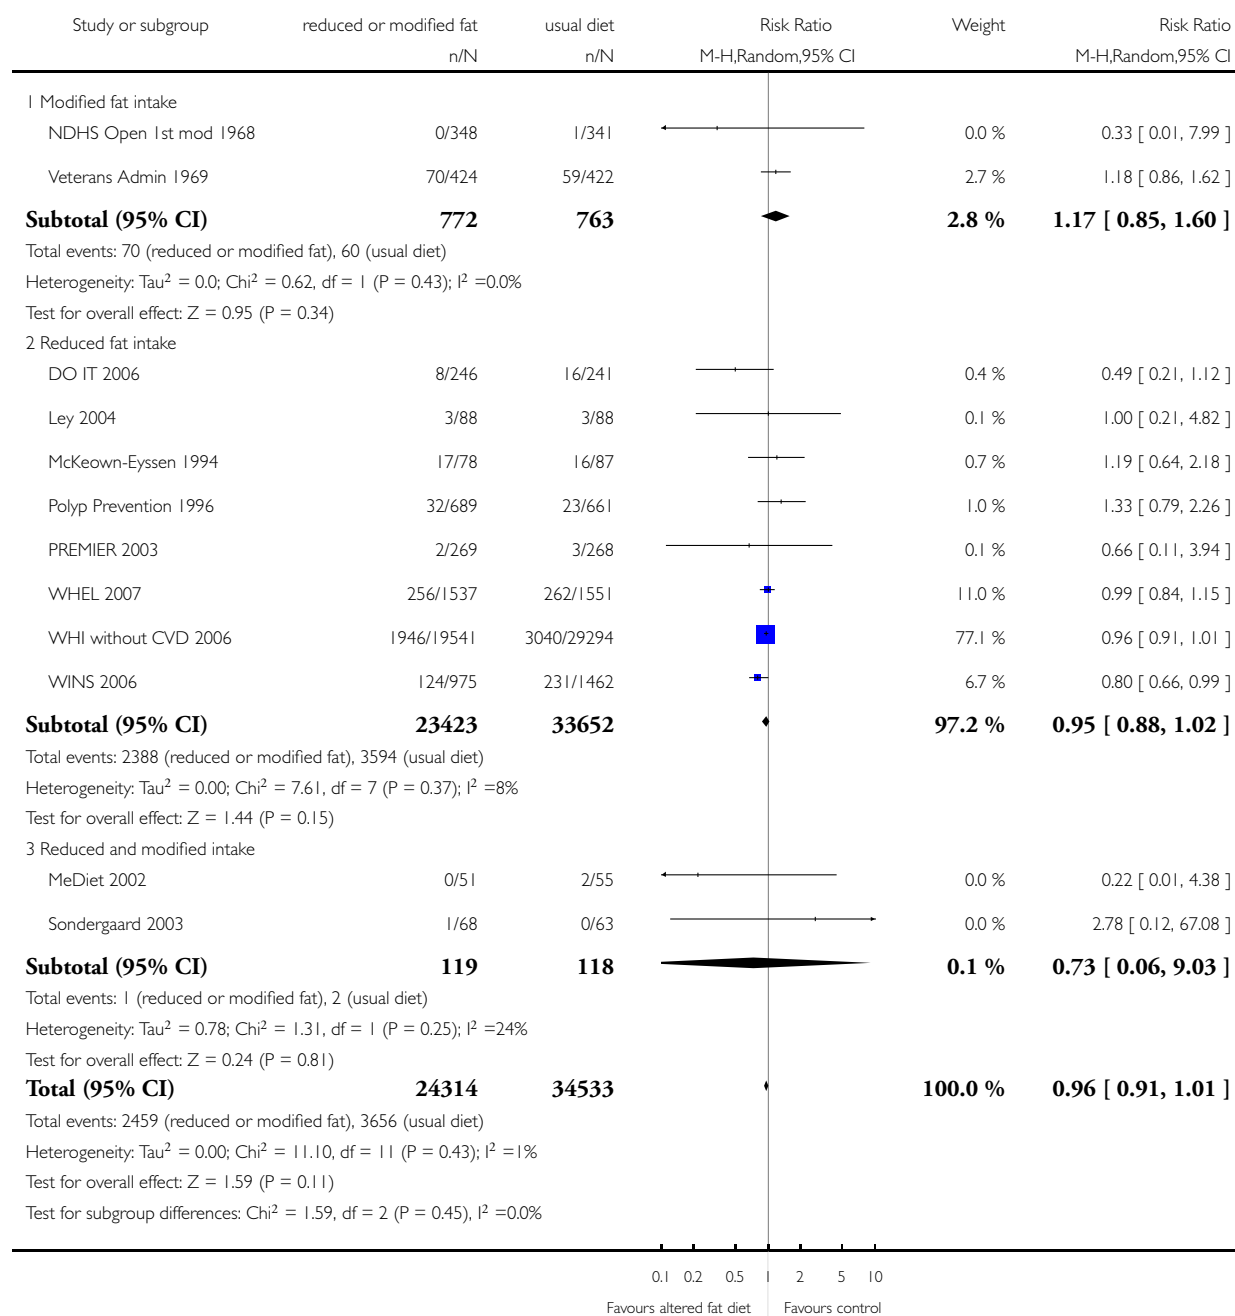 Study or subgroup reduced or modified fat usual diet Risk Ratio Weight Risk Ratio
n/N n/N M-H,Random,95% CI M-H,Random,95% CI
1 Modified fat intake
NDHS Open 1st mod 1968 0/348 1/341 0.0 % 0.33 [ 0.01, 7.99 ]
Veterans Admin 1969 70/424 59/422 2.7 % 1.18 [ 0.86, 1.62 ]
Subtotal (95% CI) 772 763 2.8 % 1.17 [ 0.85, 1.60 ]
Total events: 70 (reduced or modified fat), 60 (usual diet)
Heterogeneity: Tau² = 0.0; Chi² = 0.62, df = 1 (P = 0.43); I² =0.0%
Test for overall effect: Z = 0.95 (P = 0.34)
2 Reduced fat intake
DO IT 2006 8/246 16/241 0.4 % 0.49 [ 0.21, 1.12 ]
Ley 2004 3/88 3/88 0.1 % 1.00 [ 0.21, 4.82 ]
McKeown-Eyssen 1994 17/78 16/87 0.7 % 1.19 [ 0.64, 2.18 ]
Polyp Prevention 1996 32/689 23/661 1.0 % 1.33 [ 0.79, 2.26 ]
PREMIER 2003 2/269 3/268 0.1 % 0.66 [ 0.11, 3.94 ]
WHEL 2007 256/1537 262/1551 11.0 % 0.99 [ 0.84, 1.15 ]
WHI without CVD 2006 1946/19541 3040/29294 77.1 % 0.96 [ 0.91, 1.01 ]
WINS 2006 124/975 231/1462 6.7 % 0.80 [ 0.66, 0.99 ]
Subtotal (95% CI) 23423 33652 97.2 % 0.95 [ 0.88, 1.02 ]
Total events: 2388 (reduced or modified fat), 3594 (usual diet)
Heterogeneity: Tau² = 0.00; Chi² = 7.61, df = 7 (P = 0.37); I² =8%
Test for overall effect: Z = 1.44 (P = 0.15)
3 Reduced and modified intake
MeDiet 2002 0/51 2/55 0.0 % 0.22 [ 0.01, 4.38 ]
Sondergaard 2003 1/68 0/63 0.0 % 2.78 [ 0.12, 67.08 ]
Subtotal (95% CI) 119 118 0.1 % 0.73 [ 0.06, 9.03 ]
Total events: 1 (reduced or modified fat), 2 (usual diet)
Heterogeneity: Tau² = 0.78; Chi² = 1.31, df = 1 (P = 0.25); I² =24%
Test for overall effect: Z = 0.24 (P = 0.81)
Total (95% CI) 24314 34533 100.0 % 0.96 [ 0.91, 1.01 ]
Total events: 2459 (reduced or modified fat), 3656 (usual diet)
Heterogeneity: Tau² = 0.00; Chi² = 11.10, df = 11 (P = 0.43); I² =1%
Test for overall effect: Z = 1.59 (P = 0.11)
Test for subgroup differences: Chi² = 1.59, df = 2 (P = 0.45), I² =0.0%
0.1 0.2 0.5 1 2 5 10
Favours altered fat diet Favours control